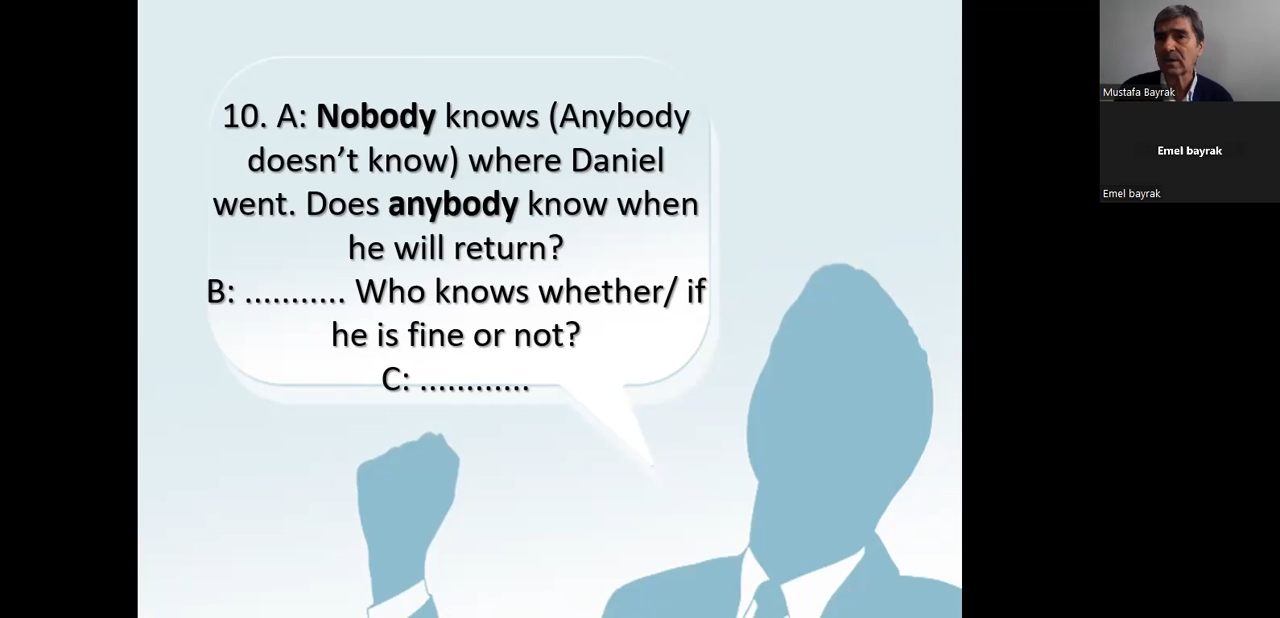 10. A: Nobody knows (Anybody
doesn’t know) where Daniel
went. Does anybody know when
he will return?
B: ........... Who knows whether/ if
he is fine or not?
C: ............
Mustafa Bayrak
Emel bayrak
Emel bayrak